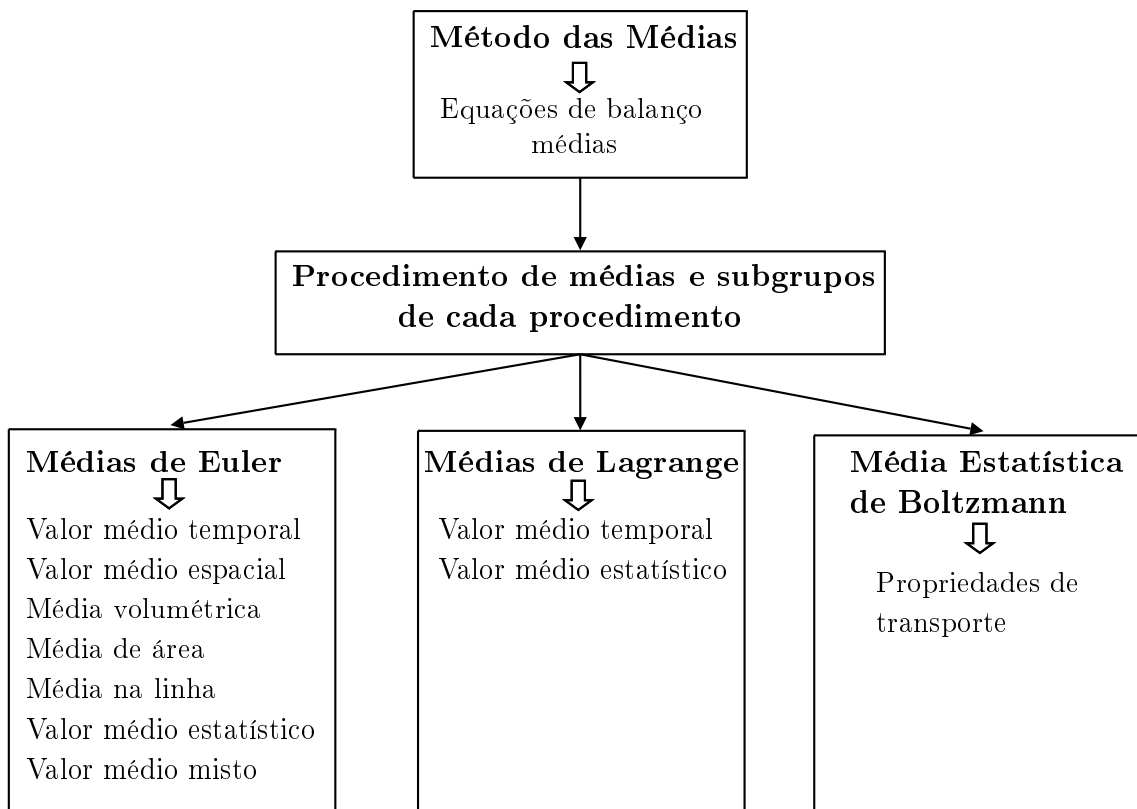 Método das Médias
Equações de balanço
médias
Procedimento de médias e subgrupos
de cada procedimento
Médias de Euler
Valor médio temporal
Valor médio espacial
Média volumétrica
Média de área
Média na linha
Valor médio estatístico
Valor médio misto
Médias de Lagrange
Valor médio temporal
Valor médio estatístico
Média Estatística
de Boltzmann
Propriedades de
transporte